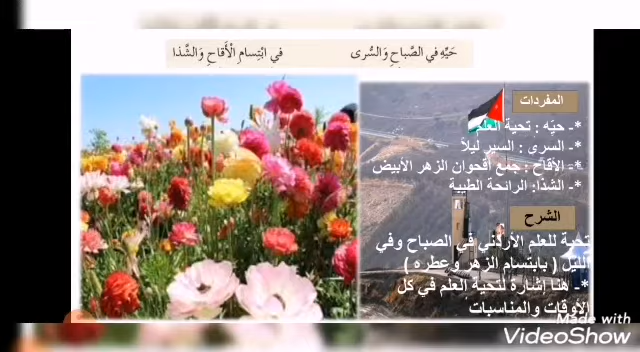 حَيِّهِ في الصَّباحِ وَالسُّرى في ابْتِسامِ الْأَقاحِ وَالشَّذا
المفردات
*- حيّه : تحية العلم
*- السرى : السير ليلاً
*- الأقاح : جمع أقحوان الزهر الأبيض
*- الشذا: الرائحة الطيبة
الشرح
تحية للعلم الأردني في الصباح وفي
الليل ( بابتسام الزهر وعطره )
*- هنا إشارة لتحية العلم في كل
الأوقات والمناسبات
Made with
VideoShow